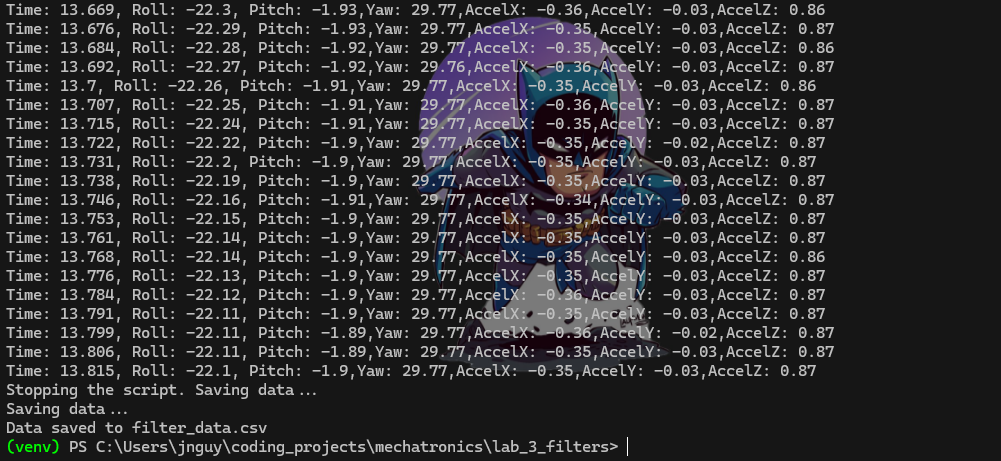 Time: 13.669, Roll: -22.3, Pitch: -1.93,Yaw: 29.77,AccelX: -0.36,AccelY: -0.03,AccelZ: 0.86
Time: 13.676, Roll: -22.29, Pitch: -1.93,Yaw: 29.77,AccelX: -0.35,AccelY: -0.03,AccelZ: 0.87
Time: 13.684, Roll: -22.28, Pitch: -1.92,Yaw: 29.77,AccelX: -0.35,AccelY: -0.03,AccelZ: 0.86
Time: 13.692, Roll: -22.27, Pitch: -1.92,Yaw: 29.76,AccelX: -0.36,AccelY: -0.03,AccelZ: 0.87
Time: 13.7, Roll: -22.26, Pitch: -1.91,Yaw: 29.77,AccelX: -0.35,AccelY: -0.03,AccelZ: 0.86
Time: 13.707, Roll: -22.25, Pitch: -1.91,Yaw: 29.77,AccelX: -0.36,AccelY: -0.03,AccelZ: 0.87
Time: 13.715, Roll: -22.24, Pitch: -1.91,Yaw: 29.77,AccelX: -0.35,AccelY: -0.03,AccelZ: 0.87
Time: 13.722, Roll: -22.22, Pitch: -1.9,Yaw: 29.77,AccelX: -0.35,AccelY: -0.02,AccelZ: 0.87
Time: 13.731, Roll: -22.2, Pitch: -1.9,Yaw: 29.77,AccelX: -0.35,AccelY: -0.03,AccelZ: 0.87
Time: 13.738, Roll: -22.19, Pitch: -1.9,Yaw: 29.77,AccelX: -0.35,AccelY: -0.03,AccelZ: 0.87
Time: 13.746, Roll: -22.16, Pitch: -1.91,Yaw: 29.77,AccelX: -0.34,AccelY: -0.03,AccelZ: 0.87
Time: 13.753, Roll: -22.15, Pitch: -1.9,Yaw: 29.77,AccelX: -0.35,AccelY: -0.03,AccelZ: 0.87
Time: 13.761, Roll: -22.14, Pitch: -1.9,Yaw: 29.77,AccelX: -0.35,AccelY: -0.03,AccelZ: 0.87
Time: 13.768, Roll: -22.14, Pitch: -1.9,Yaw: 29.77,AccelX: -0.35,AccelY: -0.03,AccelZ: 0.86
Time: 13.776, Roll: -22.13, Pitch: -1.9,Yaw: 29.77,AccelX: -0.35,AccelY: -0.03,AccelZ: 0.87
Time: 13.784, Roll: -22.12, Pitch: -1.9,Yaw: 29.77,AccelX: -0.36,AccelY: -0.03,AccelZ: 0.87
Time: 13.791, Roll: -22.11, Pitch: -1.9,Yaw: 29.77,AccelX: -0.35,AccelY: -0.03,AccelZ: 0.87
Time: 13.799, Roll: -22.11, Pitch: -1.89,Yaw: 29.77,AccelX: -0.36,AccelY: -0.02,AccelZ: 0.87
Time: 13.806, Roll: -22.11, Pitch: -1.89,Yaw: 29.77,AccelX: -0.35,AccelY: -0.03,AccelZ: 0.87
Time: 13.815, Roll: -22.1, Pitch: -1.9,Yaw: 29.77,AccelX: -0.35,AccelY: -0.03,AccelZ: 0.87
Stopping the script. Saving data...
Saving data...
Data saved to filter_data.csv
(venv) PS C:\Users\jnguy\coding_projects\mechatronics\lab_3_filters>